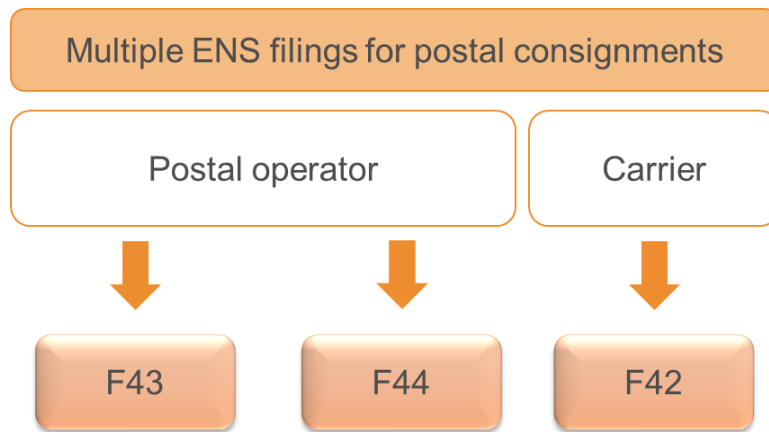 Multiple ENS filings for postal consignments
Postal operator
Carrier
F43
F44
F42